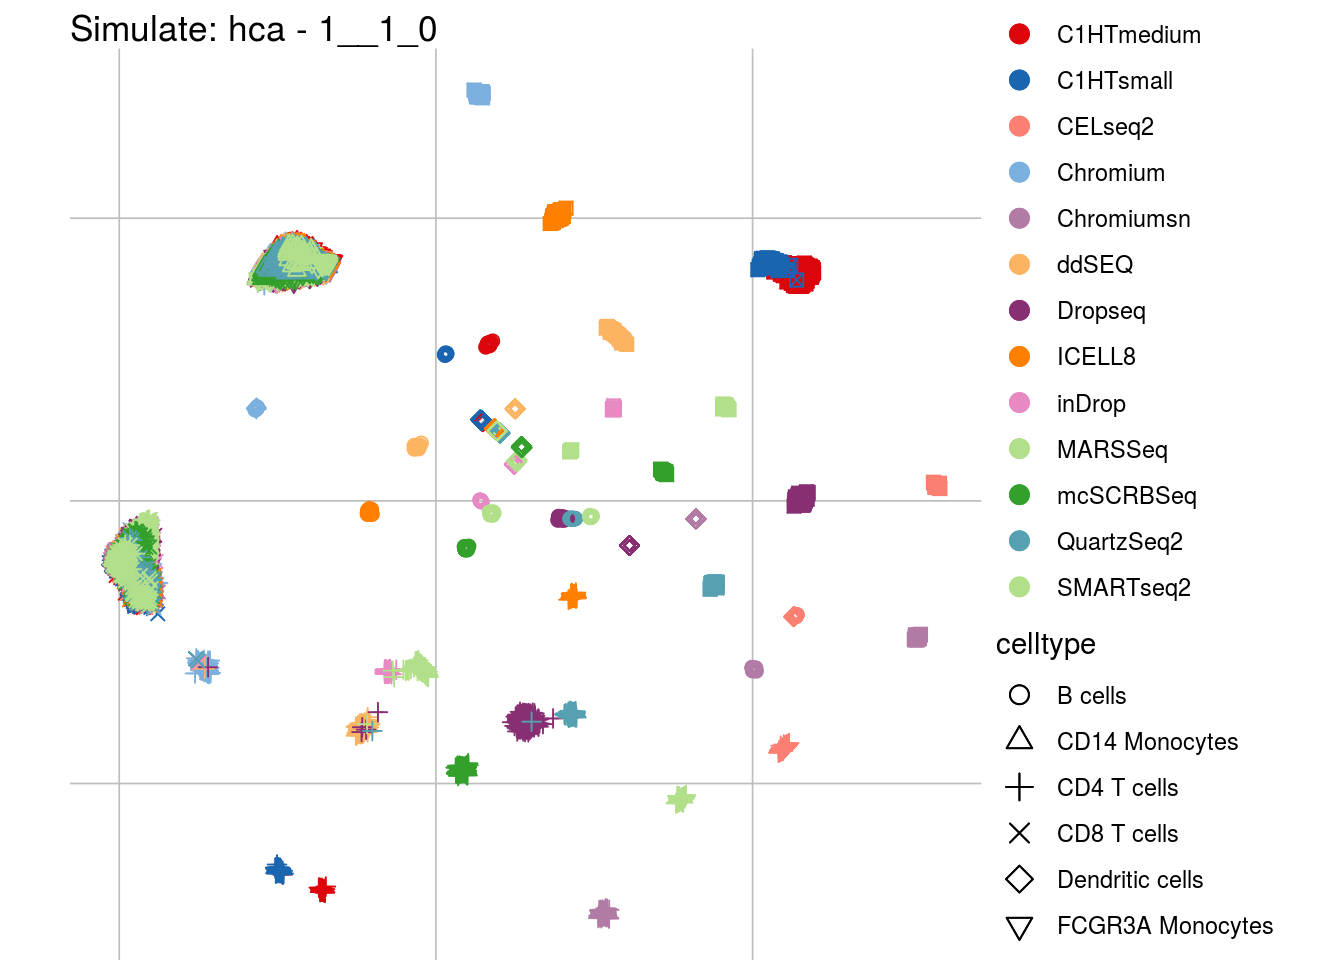 Simulate: hca - 1__1_0
C1HTmedium
C1HTsmall
CELseq2
Chromium
Chromiumsn
ddSEQ
Dropseq
ICELL8
inDrop
MARSSeq
mcSCRBSeq
QuartzSeq2
SMARTseq2
celltype
B cells
CD14 Monocytes
CD4 T cells
CD8 T cells
Dendritic cells
FCGR3A Monocytes